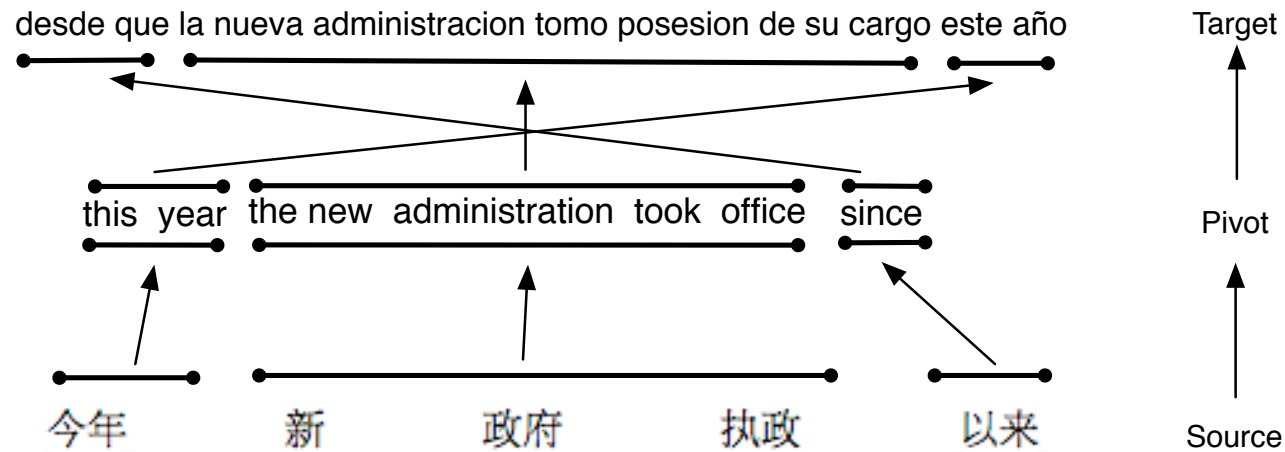 desde que la nueva administracion tomo posesion de su cargo este año Target
this year the new administration took office since Pivot
今年 新 政府 执政 以来 Source